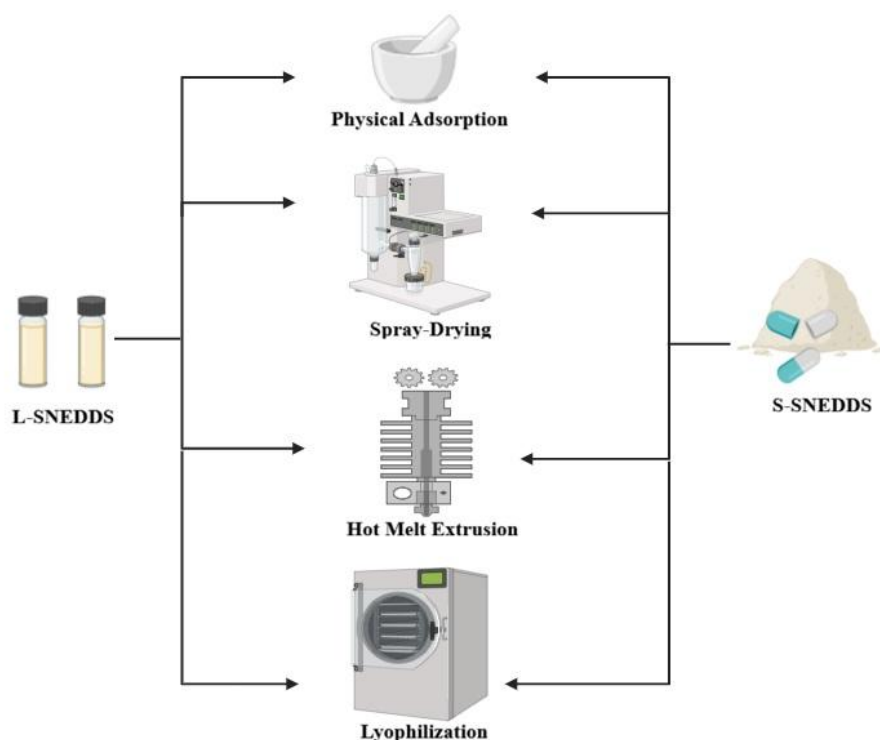 Physical Adsorption
Spray-Drying
L-SNEDDS
S-SNEDDS
Hot Melt Extrusion
Lyophilization